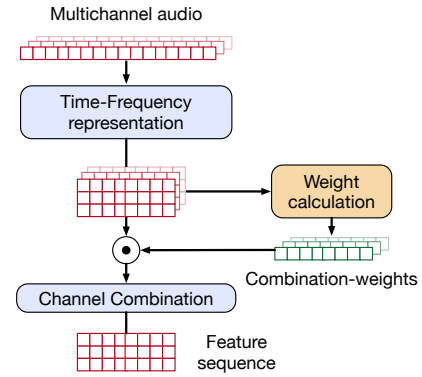 Multichannel audio
Time-Frequency
representation
Weight
calculation
Combination-weights
Channel Combination
Feature
sequence